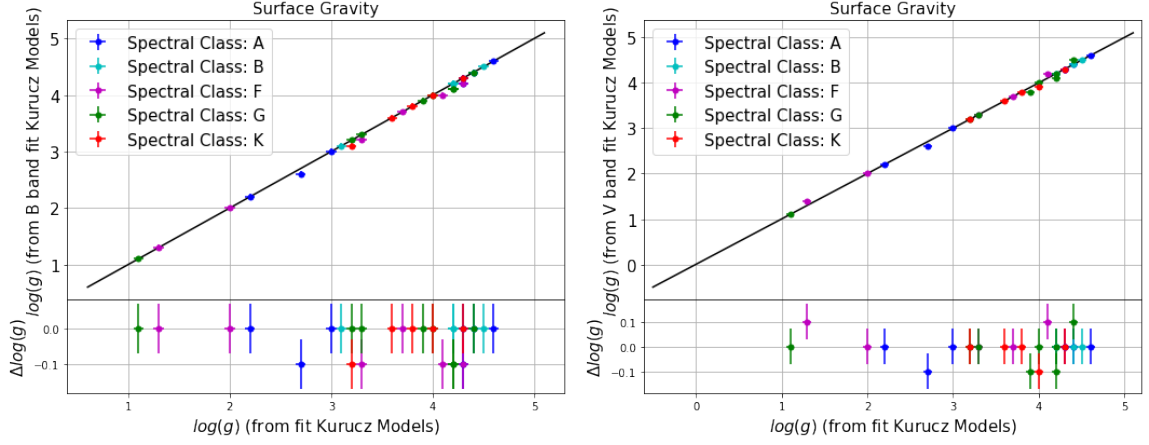 Surface Gravity
log(g) (from B band fit Kurucz Models)
5
4
3
2
1
Spectral Class: A
Spectral Class: B
Spectral Class: F
Spectral Class: G
Spectral Class: K
Δlog(g)
0.0
−0.1
1
2
3
4
5
log(g) (from fit Kurucz Models)
Surface Gravity
log(g) (from V band fit Kurucz Models)
5
4
3
2
1
0
Spectral Class: A
Spectral Class: B
Spectral Class: F
Spectral Class: G
Spectral Class: K
Δlog(g)
0.1
0.0
−0.1
0
1
2
3
4
5
log(g) (from fit Kurucz Models)